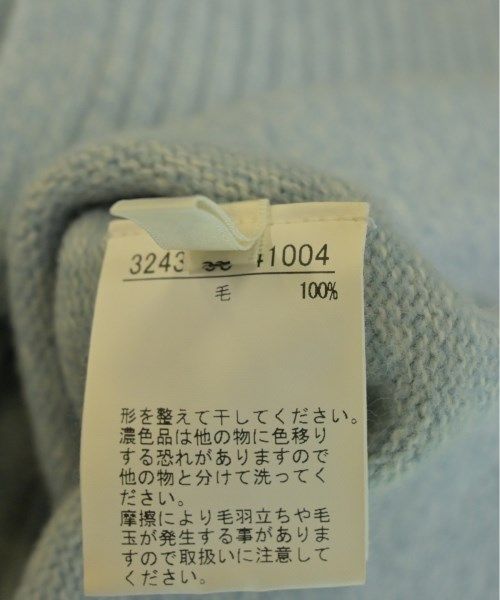 3243 41004
毛 100%
形を整えて干してください。
濃色品は他の物に色移り
する恐れがありますので
他の物と分けて洗ってく
ださい。
摩擦により毛羽立ちや毛
玉が発生する事がありま
すので取扱いに注意して
ください。